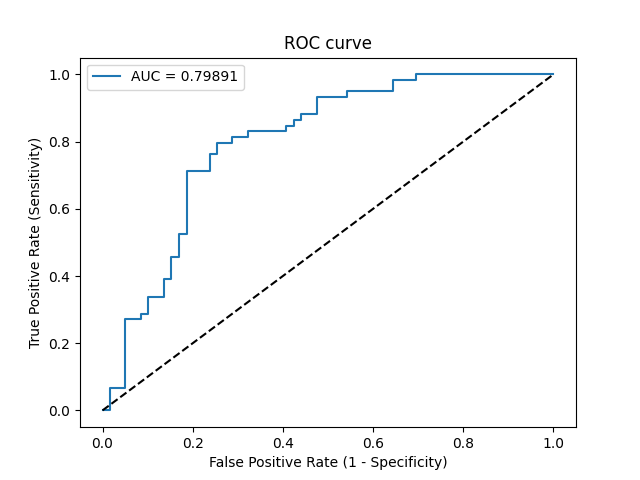 ROC curve
AUC = 0.79891
1.0
0.8
0.6
0.4
0.2
0.0
True Positive Rate (Sensitivity)
0.0 0.2 0.4 0.6 0.8 1.0
False Positive Rate (1 - Specificity)